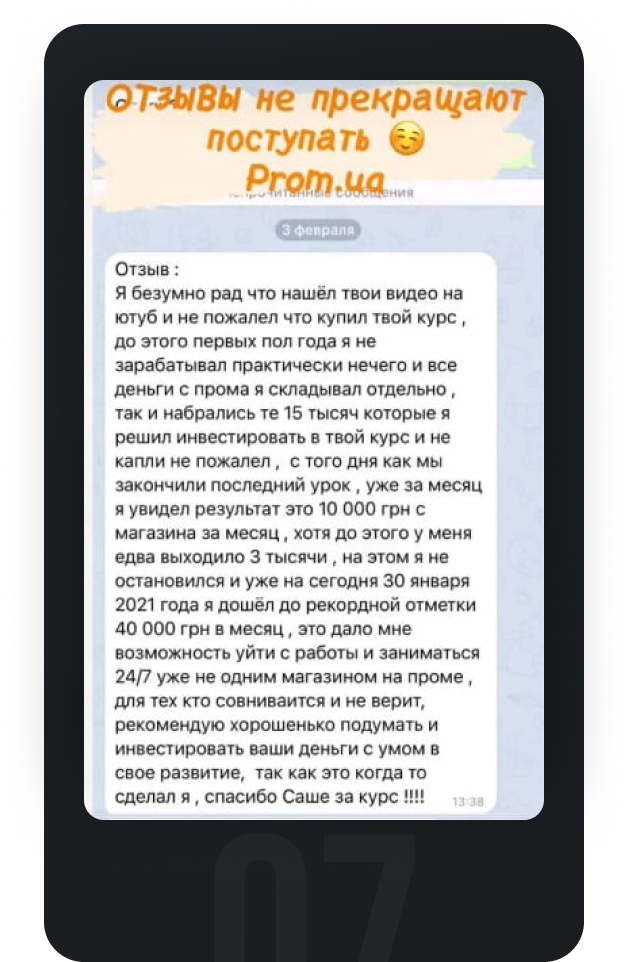 ОТЗЫВЫ не прекращают
поступать ☺️
Prom.ua
сообщения
3 февраля
Отзыв :
Я безумно рад что нашёл твои видео на
ютуб и не пожалел что купил твой курс ,
до этого первых пол года я не
зарабатывал практически нечего и все
деньги с прома я складывал отдельно ,
так и набрались те 15 тысяч которые я
решил инвестировать в твой курс и не
капли не пожалел , с того дня как мы
закончили последний урок , уже за месяц
я увидел результат это 10 000 грн с
магазина за месяц , хотя до этого у меня
едва выходило 3 тысячи , на этом я не
остановился и уже на сегодня 30 января
2021 года я дошёл до рекордной отметки
40 000 грн в месяц , это дало мне
возможность уйти с работы и заниматься
24/7 уже не одним магазином на проме ,
для тех кто совниваится и не верит,
рекомендую хорошенько подумать и
инвестировать ваши деньги с умом в
свое развитие, так как это когда то
сделал я , спасибо Саше за курс !!!!
13:38
07